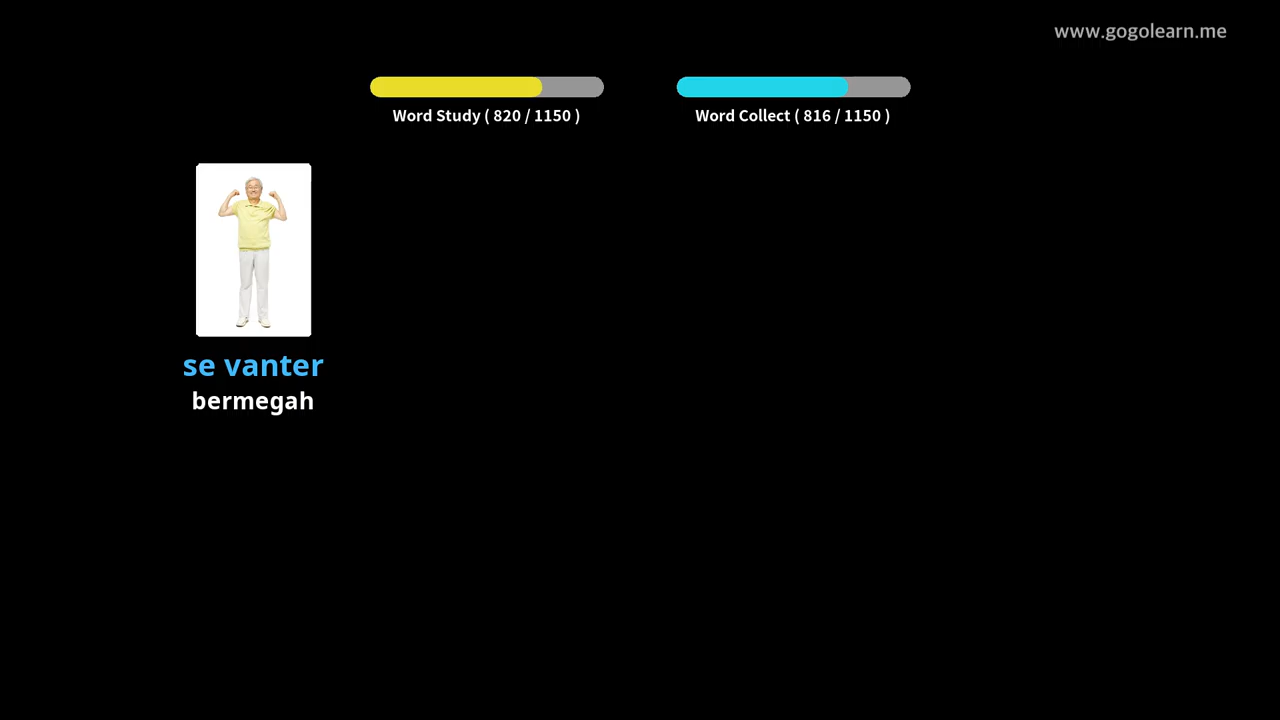 www.gogolearn.me
Word Study ( 820 / 1150 )
Word Collect ( 816 / 1150 )
se vanter
bermegah